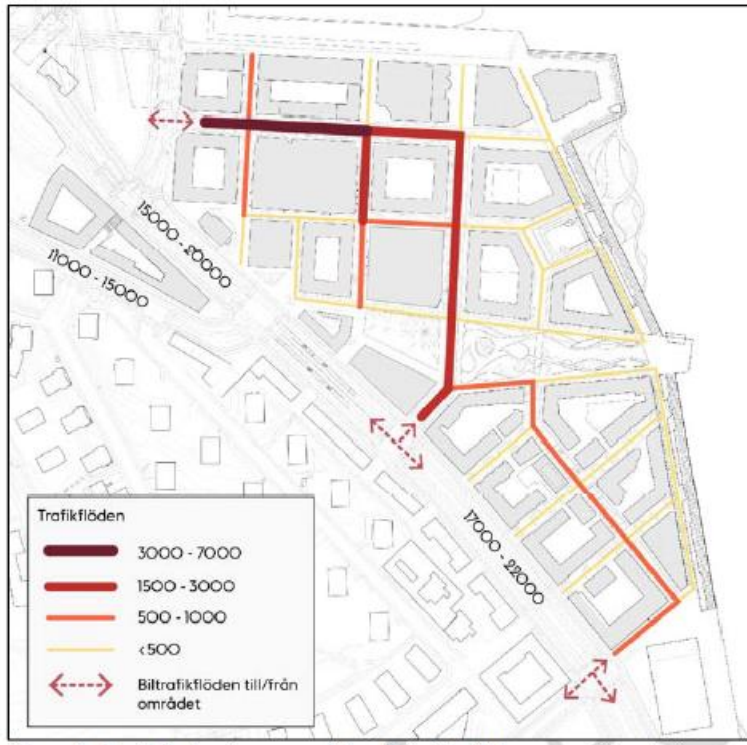 15000 - 20000
11000 - 15000
17000 - 22000
Trafikflöden
3000 - 7000
1500 - 3000
500 - 1000
<500
Biltrafikflöden till/från
området